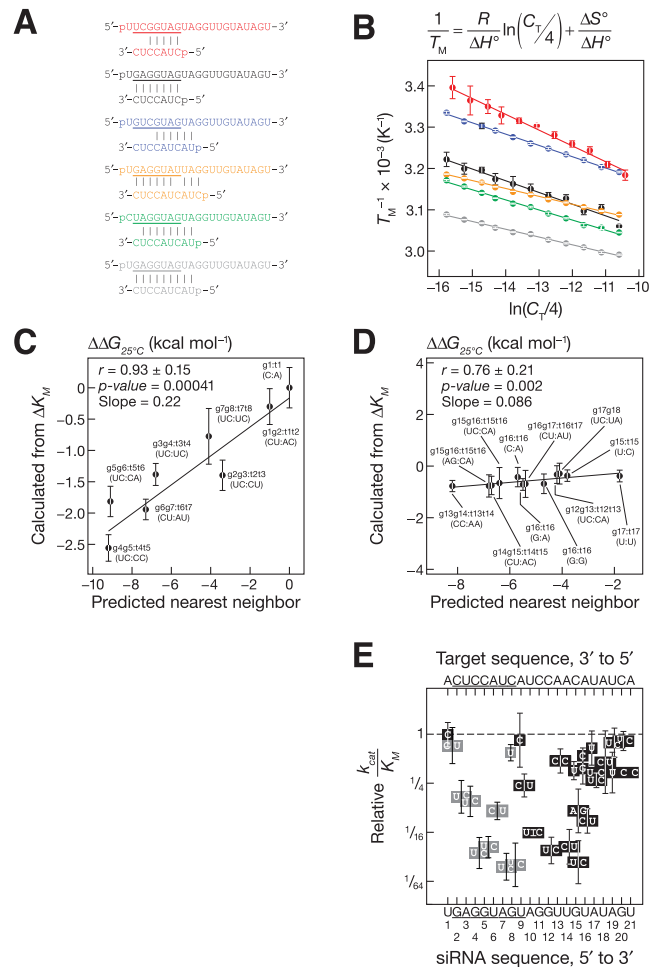 A
5′-pUUCGGUAGUAGGUUGUAUAGU-3′
3′-CUCCAUCp-5′
5′-pUGAGGUAGUAGGUUGUAUAGU-3′
3′-CUCCAUCp-5′
5′-pUGUCGUAGUAGGUUGUAUAGU-3′
3′-CUCCAUCAUp-5′
5′-pUGAGGUAUUAGGUUGUAUAGU-3′
3′-CUCCAUCAUCp-5′
5′-pCUAGGUAGUAGGUUGUAUAGU-3′
3′-CUCCAUCAUp-5′
5′-pUGAGGUAGUAGGUUGUAUAGU-3′
3′-CUCCAUCAUp-5′
B
1/T_M = R/ΔH° ln(C_T/4) + ΔS°/ΔH°
T_M⁻¹ × 10⁻³ (K⁻¹)
3.4
3.3
3.2
3.1
3.0
−16 −15 −14 −13 −12 −11 −10
ln(C_T/4)
C
ΔΔG25°C (kcal mol⁻¹)
r = 0.93 ± 0.15
p-value = 0.00041
Slope = 0.22
g1:t1
(C:A)
g7g8:t7t8
(UC:UC)
g3g4:t3t4
(UC:UC)
g1g2:t1t2
(CU:AC)
g5g6:t5t6
(UC:CA)
g2g3:t2t3
(UC:CU)
g6g7:t6t7
(CU:AU)
g4g5:t4t5
(UC:CC)
0
−0.5
−1.0
−1.5
−2.0
−2.5
Calculated from ΔK_M
−10 −8 −6 −4 −2 0
Predicted nearest neighbor
D
ΔΔG25°C (kcal mol⁻¹)
r = 0.76 ± 0.21
p-value = 0.002
Slope = 0.086
g15g16:t15t16
(UC:CA)
g16g17:t16t17
(CU:AU)
g16:t16
(C:A)
g17g18
(UC:UA)
g15g16:t15t16
(AG:CA)
g15:t15
(U:C)
g13g14:t13t14
(CC:AA)
g16:t16
(G:A)
g12g13:t12t13
(UC:CA)
g17:t17
(U:U)
g14g15:t14t15
(CU:AC)
g16:t16
(G:G)
4
2
0
−2
−4
Calculated from ΔK_M
−8 −6 −4 −2
Predicted nearest neighbor
E
Target sequence, 3′ to 5′
ACUCCAUCAUCCAACAUAUCA
Relative kcat/K_M
1
1/4
1/16
1/64
UGAGGUAGUAGGUUGUAUAGU
1 2 3 4 5 6 7 8 9 10 11 12 13 14 15 16 17 18 19 20 21
siRNA sequence, 5′ to 3′